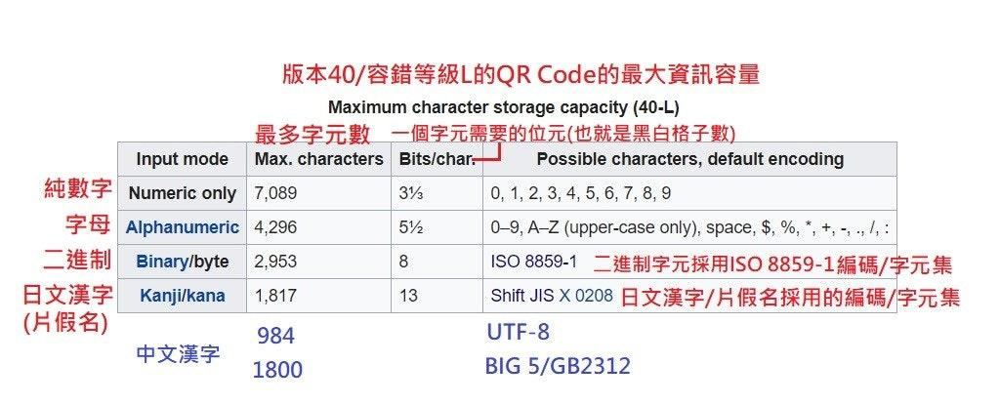 版本40/容錯等級L的QR Code的最大資訊容量
Maximum character storage capacity (40-L)
最多字元數 一個字元需要的位元(也就是黑白格子數)
Input mode Max. characters Bits/char. Possible characters, default encoding
純數字 Numeric only 7,089 3⅓ 0, 1, 2, 3, 4, 5, 6, 7, 8, 9
字母 Alphanumeric 4,296 5½ 0–9, A–Z (upper-case only), space, $, %, *, +, -, ., /, :
二進制 Binary/byte 2,953 8 ISO 8859-1 二進制字元採用ISO 8859-1編碼/字元集
日文漢字 Kanji/kana 1,817 13 Shift JIS X 0208 日文漢字/片假名採用的編碼/字元集
(片假名)
中文漢字 984 UTF-8
1800 BIG 5/GB2312